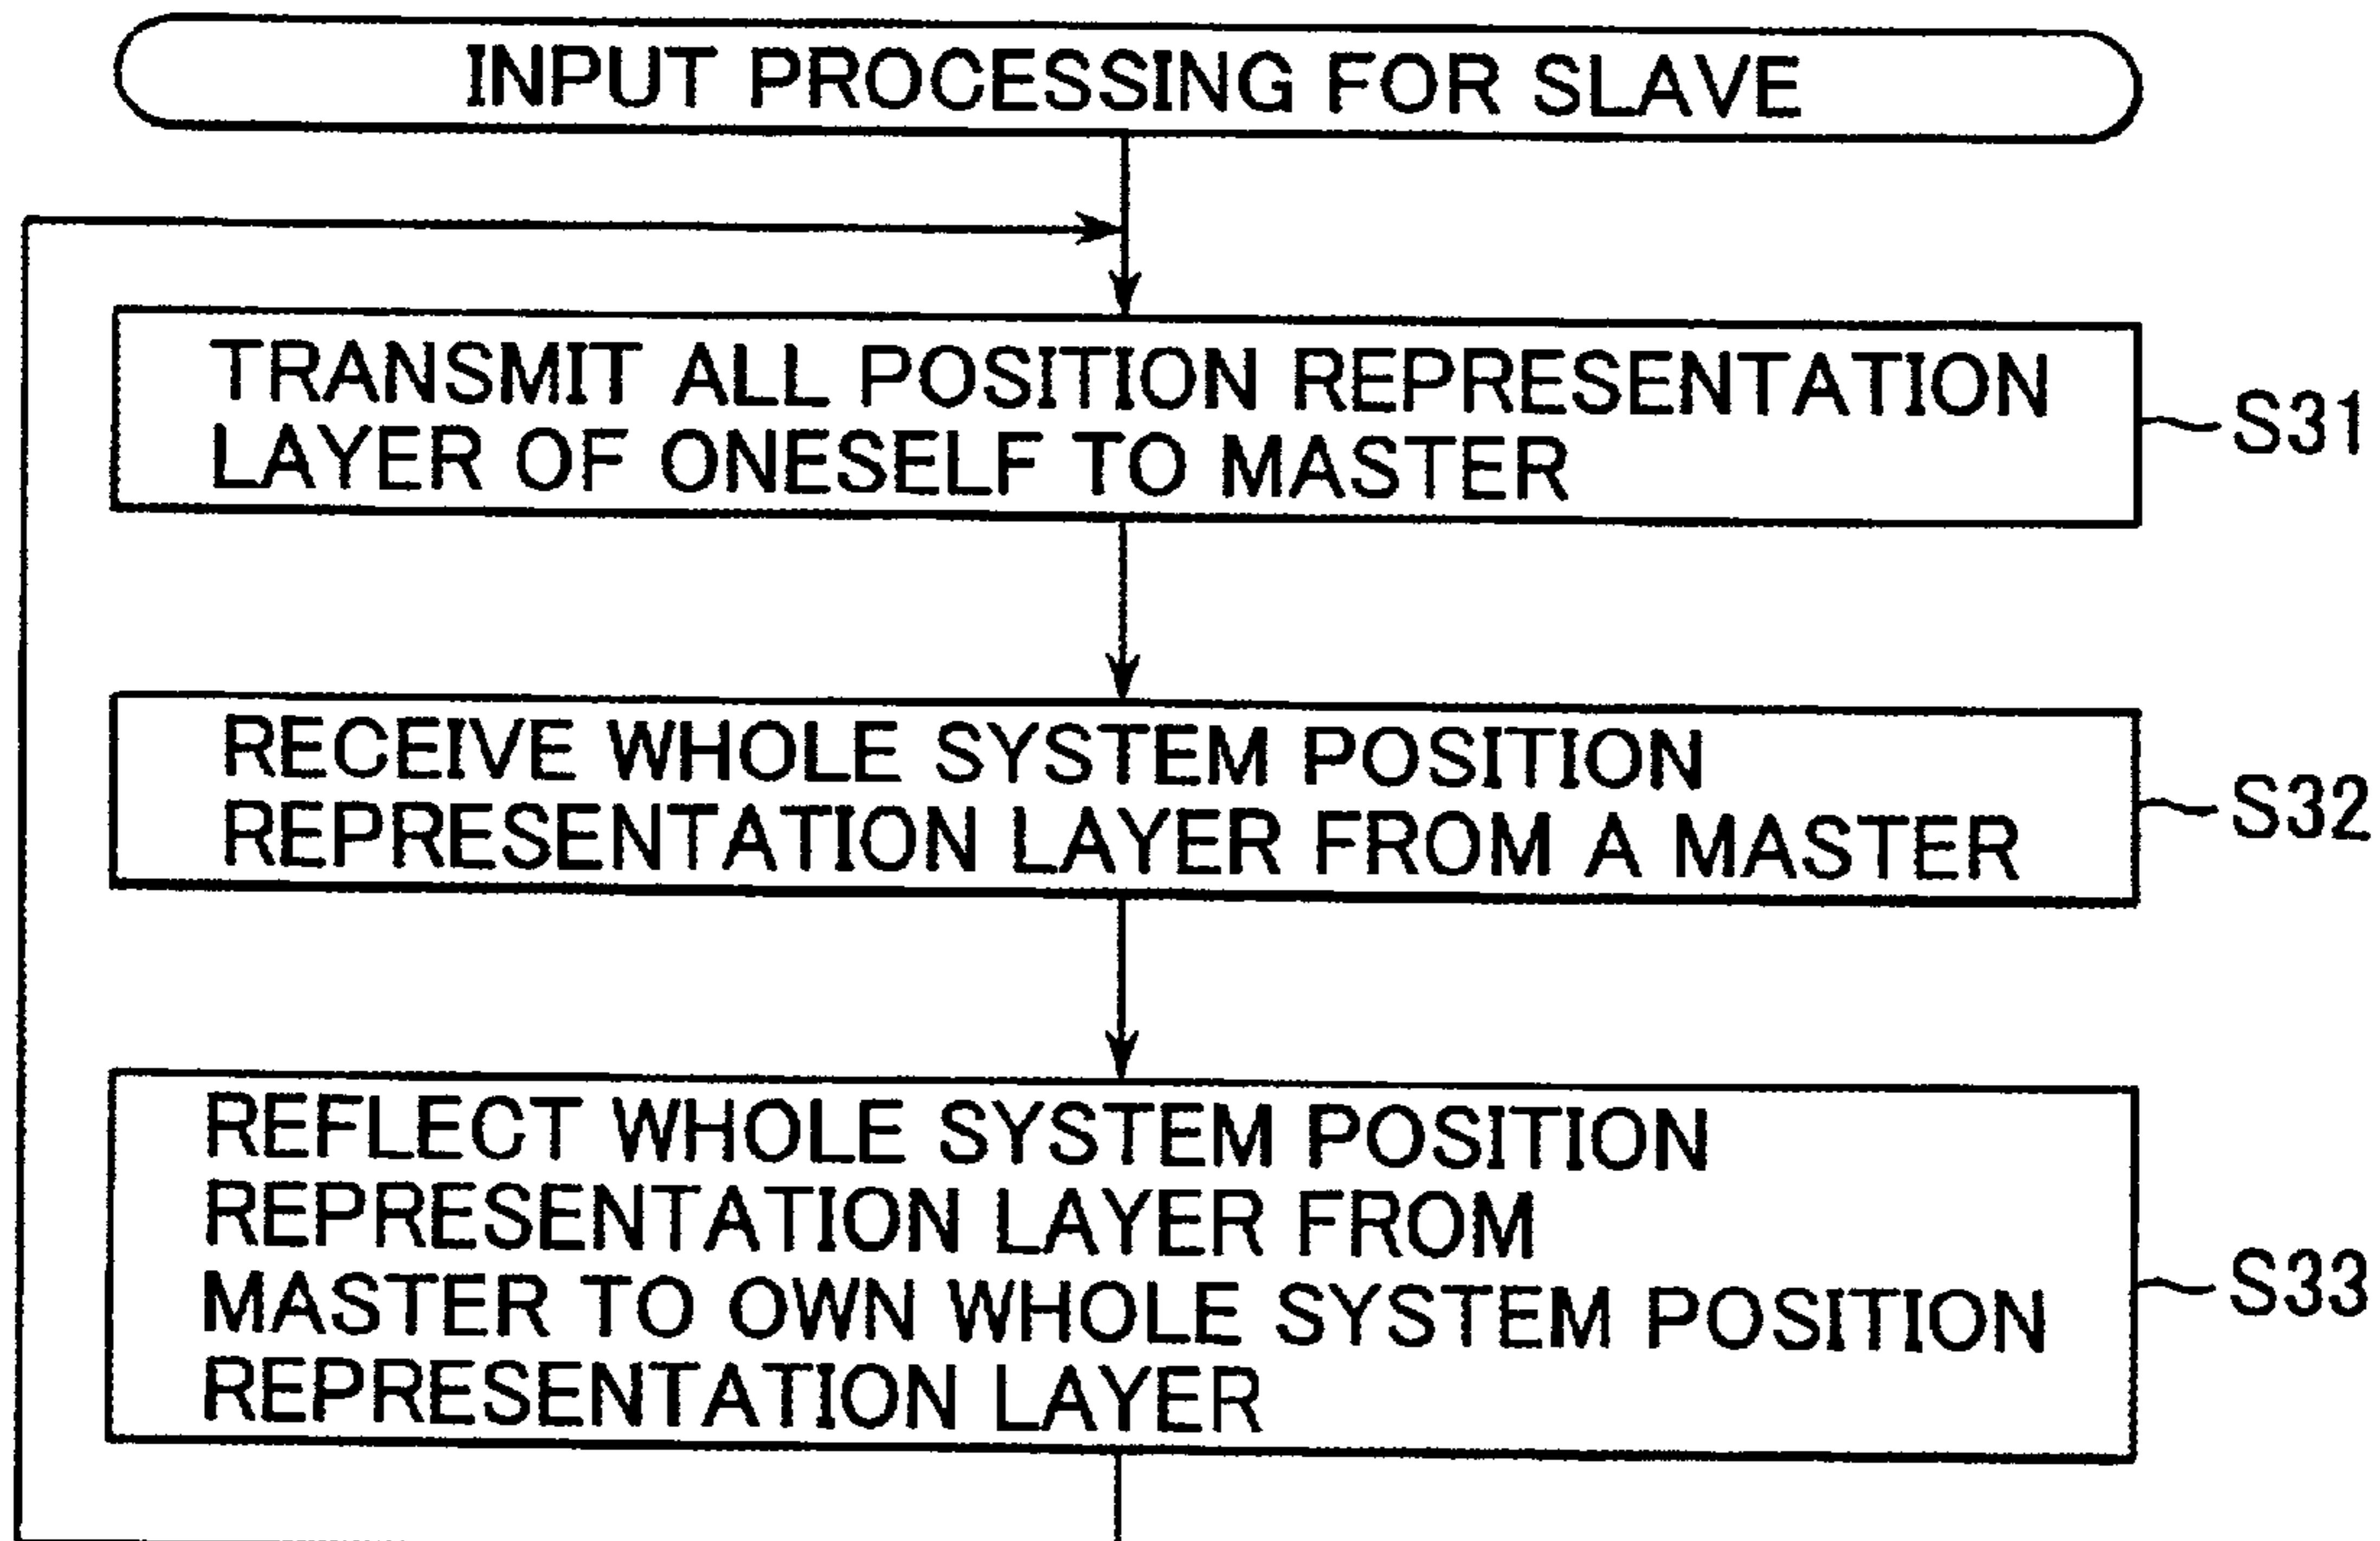 INPUT PROCESSING FOR SLAVE
TRANSMIT ALL POSITION REPRESENTATION
LAYER OF ONESELF TO MASTER
S31
RECEIVE WHOLE SYSTEM POSITION
REPRESENTATION LAYER FROM A MASTER
S32
REFLECT WHOLE SYSTEM POSITION
REPRESENTATION LAYER FROM
MASTER TO OWN WHOLE SYSTEM POSITION
REPRESENTATION LAYER
S33